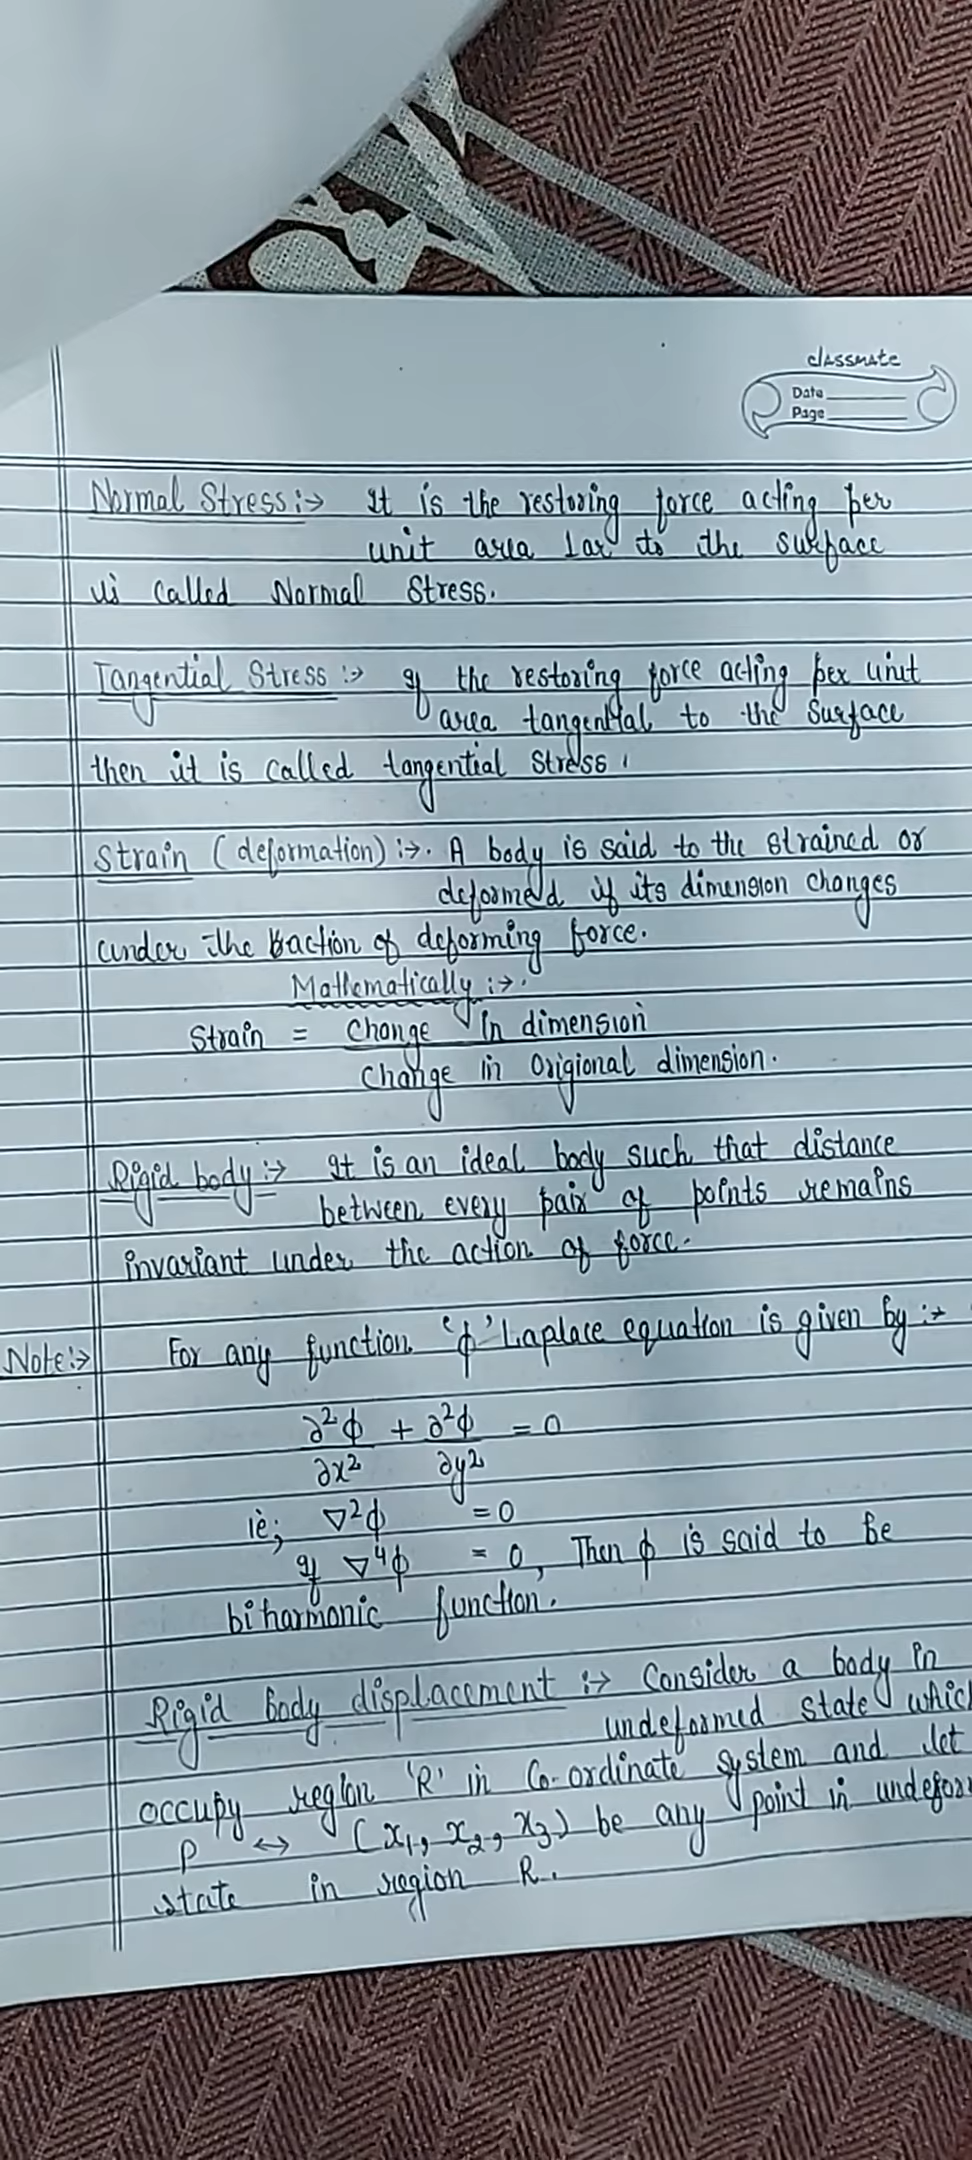 classmate
Date
Page
Normal Stress :→ It is the restoring force acting per
unit area Lar to the surface
is called Normal Stress.
Tangential Stress :→ If the restoring force acting per unit
area tangential to the surface
then it is called tangential stress.
Strain (deformation) :→. A body is said to the strained or
deformed if its dimension changes
under the action of deforming force.
Mathematically :→.
Strain = Change in dimension
Change in Origional dimension.
Rigid body :→ It is an ideal body such that distance
between every pair of points remains
invariant under the action of force.
Note :→ For any function 'ϕ' Laplace equation is given by :→
∂²ϕ + ∂²ϕ = 0
∂x² ∂y²
ie; ∇²ϕ = 0
If ∇⁴ϕ = 0, Then ϕ is said to be
biharmonic function.
Rigid body displacement :→ Consider a body in
undeformed state whic
occupy region 'R' in Co-ordinate system and let
P ↔ (x₁, x₂, x₃) be any point in undefor
state in region R.